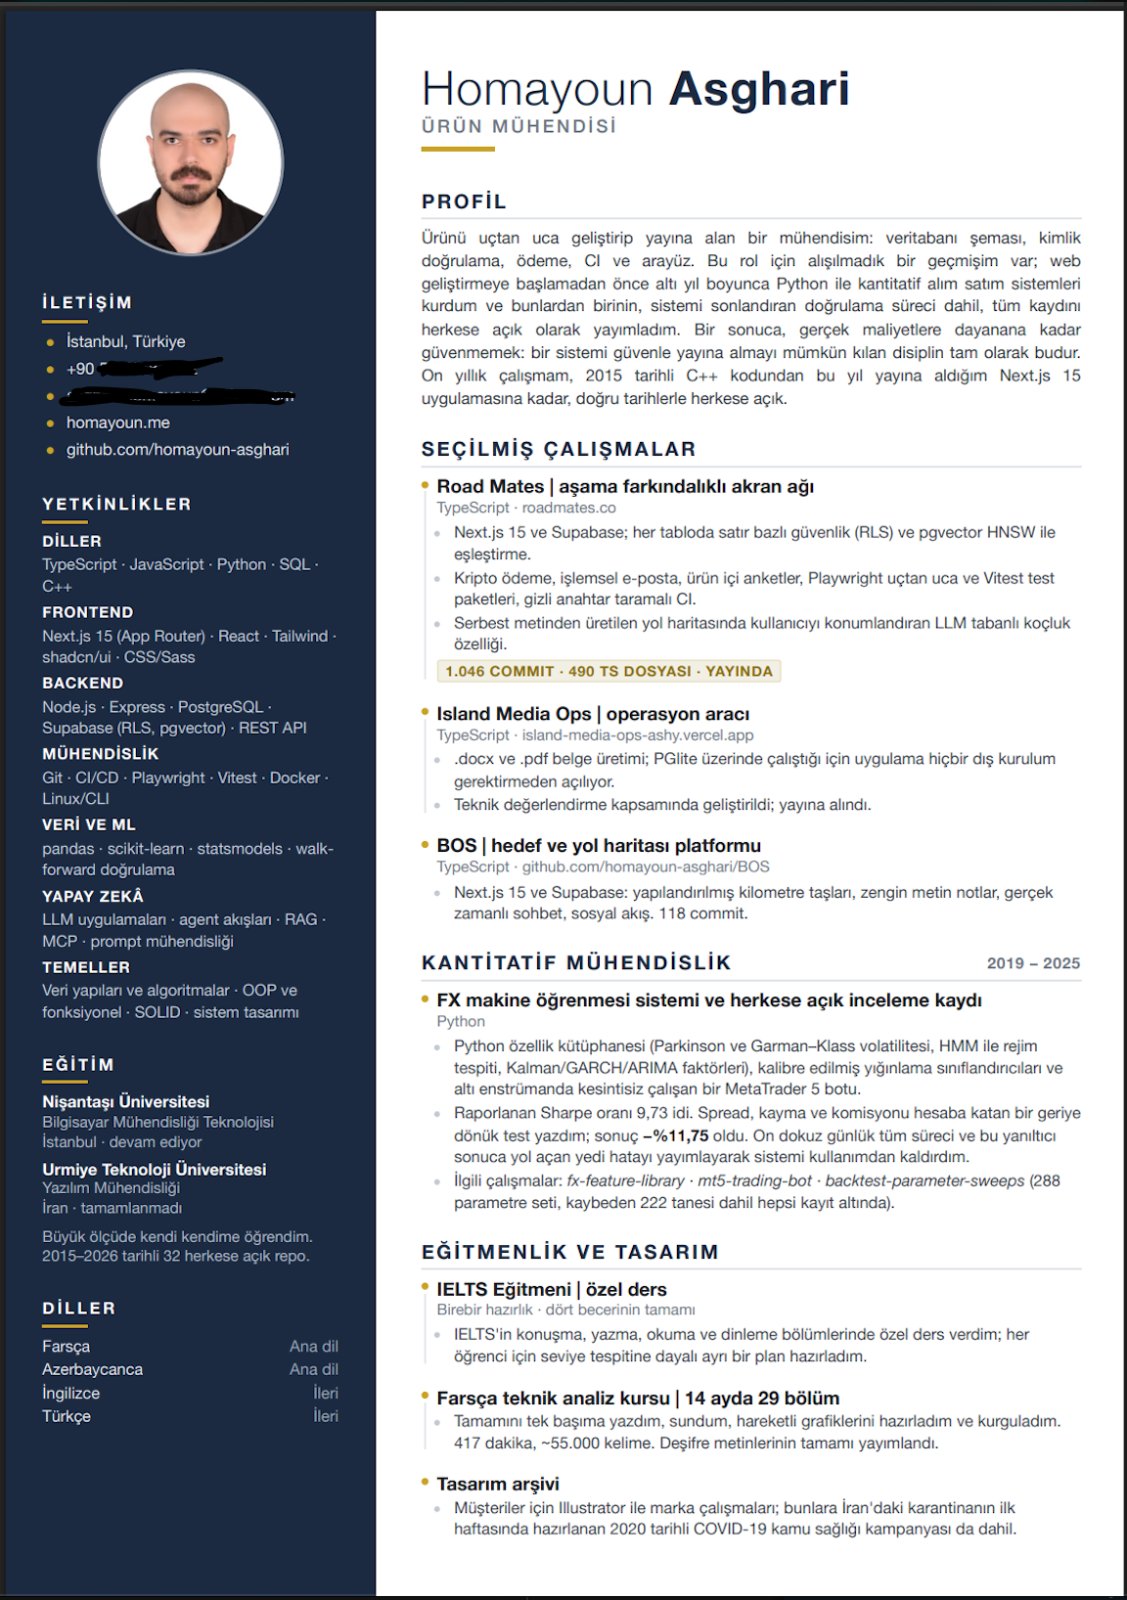 İLETİŞİM
İstanbul, Türkiye
+90
homayoun.me
github.com/homayoun-asghari
YETKİNLİKLER
DİLLER
TypeScript · JavaScript · Python · SQL ·
C++
FRONTEND
Next.js 15 (App Router) · React · Tailwind ·
shadcn/ui · CSS/Sass
BACKEND
Node.js · Express · PostgreSQL ·
Supabase (RLS, pgvector) · REST API
MÜHENDİSLİK
Git · CI/CD · Playwright · Vitest · Docker ·
Linux/CLI
VERİ VE ML
pandas · scikit-learn · statsmodels · walk-
forward doğrulama
YAPAY ZEKÂ
LLM uygulamaları · agent akışları · RAG ·
MCP · prompt mühendisliği
TEMELLER
Veri yapıları ve algoritmalar · OOP ve
fonksiyonel · SOLID · sistem tasarımı
EĞİTİM
Nişantaşı Üniversitesi
Bilgisayar Mühendisliği Teknolojisi
İstanbul · devam ediyor
Urmiye Teknoloji Üniversitesi
Yazılım Mühendisliği
İran · tamamlanmadı
Büyük ölçüde kendi kendime öğrendim.
2015–2026 tarihli 32 herkese açık repo.
DİLLER
Farsça Ana dil
Azerbaycanca Ana dil
İngilizce İleri
Türkçe İleri
Homayoun Asghari
ÜRÜN MÜHENDİSİ
PROFİL
Ürünü uçtan uca geliştirip yayına alan bir mühendisim: veritabanı şeması, kimlik
doğrulama, ödeme, CI ve arayüz. Bu rol için alışılmadık bir geçmişim var; web
geliştirmeye başlamadan önce altı yıl boyunca Python ile kantitatif alım satım sistemleri
kurdum ve bunlardan birinin, sistemi sonlandıran doğrulama süreci dahil, tüm kaydını
herkese açık olarak yayımladım. Bir sonuca, gerçek maliyetlere dayanana kadar
güvenmemek: bir sistemi güvenle yayına almayı mümkün kılan disiplin tam olarak budur.
On yıllık çalışmam, 2015 tarihli C++ kodundan bu yıl yayına aldığım Next.js 15
uygulamasına kadar, doğru tarihlerle herkese açık.
SEÇİLMİŞ ÇALIŞMALAR
Road Mates | aşama farkındalıklı akran ağı
TypeScript · roadmates.co
Next.js 15 ve Supabase; her tabloda satır bazlı güvenlik (RLS) ve pgvector HNSW ile
eşleştirme.
Kripto ödeme, işlemsel e-posta, ürün içi anketler, Playwright uçtan uca ve Vitest test
paketleri, gizli anahtar taramalı CI.
Serbest metinden üretilen yol haritasında kullanıcıyı konumlandıran LLM tabanlı koçluk
özelliği.
1.046 COMMIT · 490 TS DOSYASI · YAYINDA
Island Media Ops | operasyon aracı
TypeScript · island-media-ops-ashy.vercel.app
.docx ve .pdf belge üretimi; PGlite üzerinde çalıştığı için uygulama hiçbir dış kurulum
gerektirmeden açılıyor.
Teknik değerlendirme kapsamında geliştirildi; yayına alındı.
BOS | hedef ve yol haritası platformu
TypeScript · github.com/homayoun-asghari/BOS
Next.js 15 ve Supabase: yapılandırılmış kilometre taşları, zengin metin notlar, gerçek
zamanlı sohbet, sosyal akış. 118 commit.
KANTİTATİF MÜHENDİSLİK 2019 – 2025
FX makine öğrenmesi sistemi ve herkese açık inceleme kaydı
Python
Python özellik kütüphanesi (Parkinson ve Garman–Klass volatilitesi, HMM ile rejim
tespiti, Kalman/GARCH/ARIMA faktörleri), kalibre edilmiş yığınlama sınıflandırıcıları ve
altı enstrümanda kesintisiz çalışan bir MetaTrader 5 botu.
Raporlanan Sharpe oranı 9,73 idi. Spread, kayma ve komisyonu hesaba katan bir geriye
dönük test yazdım; sonuç −%11,75 oldu. On dokuz günlük tüm süreci ve bu yanıltıcı
sonuca yol açan yedi hatayı yayımlayarak sistemi kullanımdan kaldırdım.
İlgili çalışmalar: fx-feature-library · mt5-trading-bot · backtest-parameter-sweeps (288
parametre seti, kaybeden 222 tanesi dahil hepsi kayıt altında).
EĞİTMENLİK VE TASARIM
IELTS Eğitmeni | özel ders
Birebir hazırlık · dört becerinin tamamı
IELTS'in konuşma, yazma, okuma ve dinleme bölümlerinde özel ders verdim; her
öğrenci için seviye tespitine dayalı ayrı bir plan hazırladım.
Farsça teknik analiz kursu | 14 ayda 29 bölüm
Tamamını tek başıma yazdım, sundum, hareketli grafiklerini hazırladım ve kurguladım.
417 dakika, ~55.000 kelime. Deşifre metinlerinin tamamı yayımlandı.
Tasarım arşivi
Müşteriler için Illustrator ile marka çalışmaları; bunlara İran'daki karantinanın ilk
haftasında hazırlanan 2020 tarihli COVID-19 kamu sağlığı kampanyası da dahil.